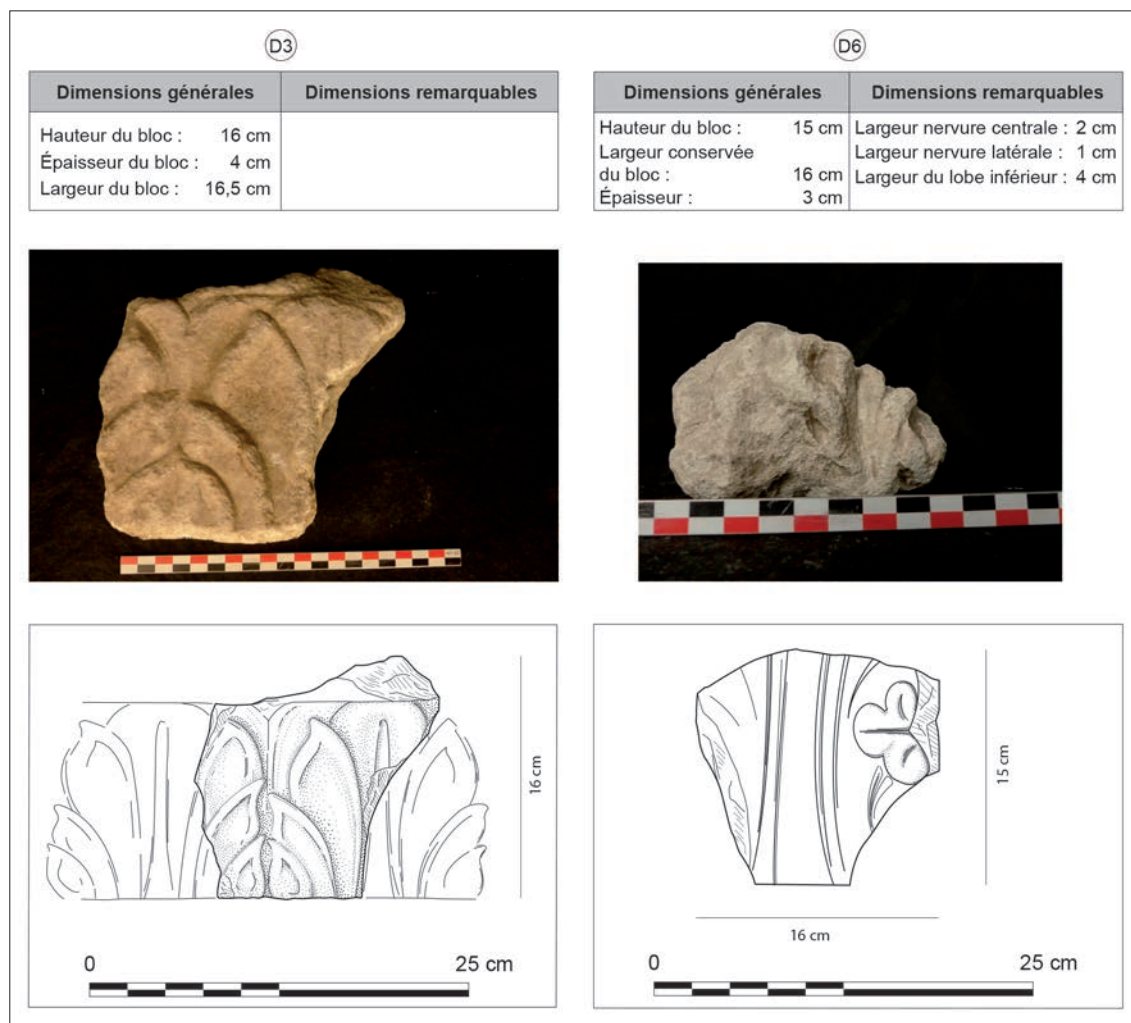 D3
Dimensions générales
Dimensions remarquables
Hauteur du bloc : 16 cm
Épaisseur du bloc : 4 cm
Largeur du bloc : 16,5 cm
16 cm
0 25 cm
D6
Dimensions générales
Dimensions remarquables
Hauteur du bloc : 15 cm
Largeur conservée
du bloc : 16 cm
Épaisseur : 3 cm
Largeur nervure centrale : 2 cm
Largeur nervure latérale : 1 cm
Largeur du lobe inférieur : 4 cm
15 cm
16 cm
0 25 cm